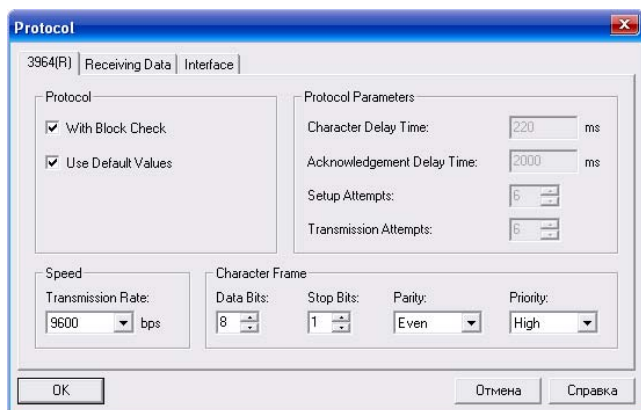 Protocol
3964(R) Receiving Data Interface
Protocol
With Block Check
Use Default Values
Protocol Parameters
Character Delay Time: 220 ms
Acknowledgement Delay Time: 2000 ms
Setup Attempts: 6
Transmission Attempts: 6
Speed
Transmission Rate:
9600 bps
Character Frame
Data Bits: Stop Bits: Parity: Priority:
8 1 Even High
OK Отмена Справка